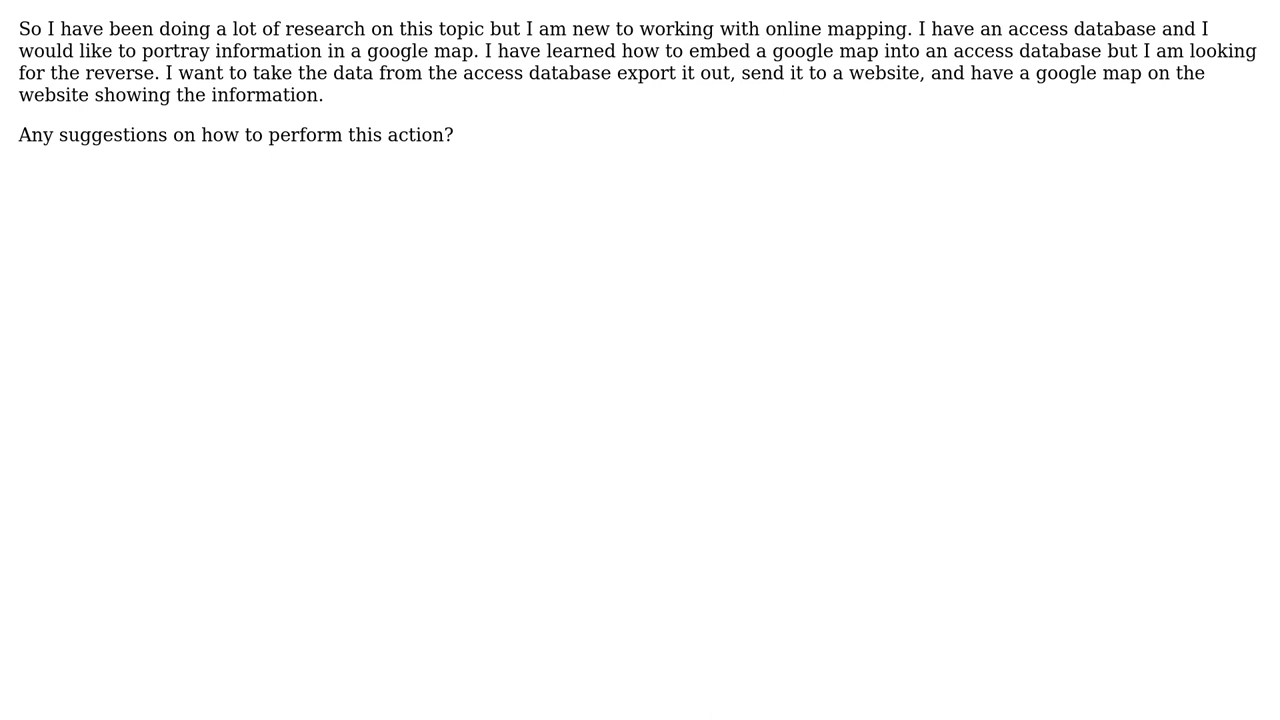 So I have been doing a lot of research on this topic but I am new to working with online mapping. I have an access database and I
would like to portray information in a google map. I have learned how to embed a google map into an access database but I am looking
for the reverse. I want to take the data from the access database export it out, send it to a website, and have a google map on the
website showing the information.
Any suggestions on how to perform this action?